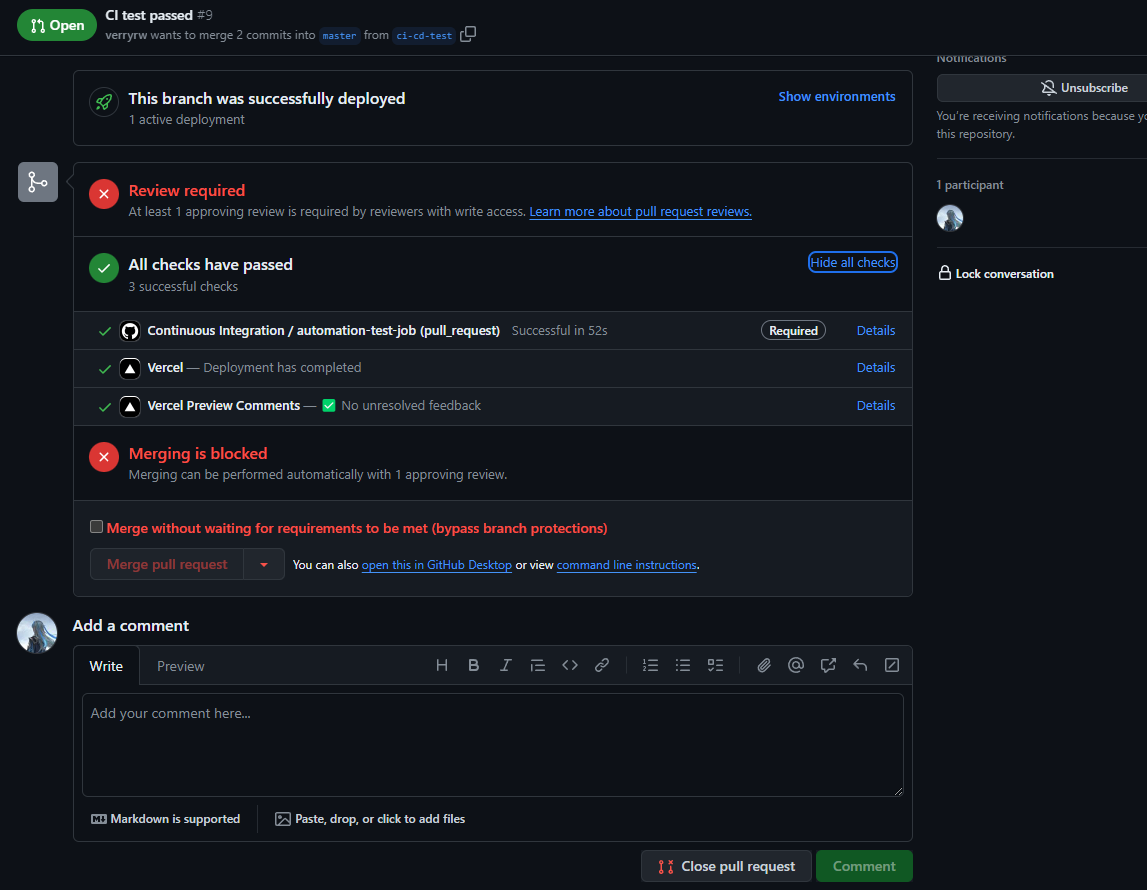 Open
CI test passed #9
verryrw wants to merge 2 commits into master from ci-cd-test
This branch was successfully deployed
1 active deployment
Show environments
Review required
At least 1 approving review is required by reviewers with write access. Learn more about pull request reviews.
All checks have passed
3 successful checks
Hide all checks
Continuous Integration / automation-test-job (pull_request) Successful in 52s Required Details
Vercel — Deployment has completed Details
Vercel Preview Comments — ✅ No unresolved feedback Details
Merging is blocked
Merging can be performed automatically with 1 approving review.
Merge without waiting for requirements to be met (bypass branch protections)
Merge pull request You can also open this in GitHub Desktop or view command line instructions.
Add a comment
Write Preview
Add your comment here...
Markdown is supported Paste, drop, or click to add files
Close pull request Comment
Notifications
Unsubscribe
You're receiving notifications because
this repository.
1 participant
Lock conversation